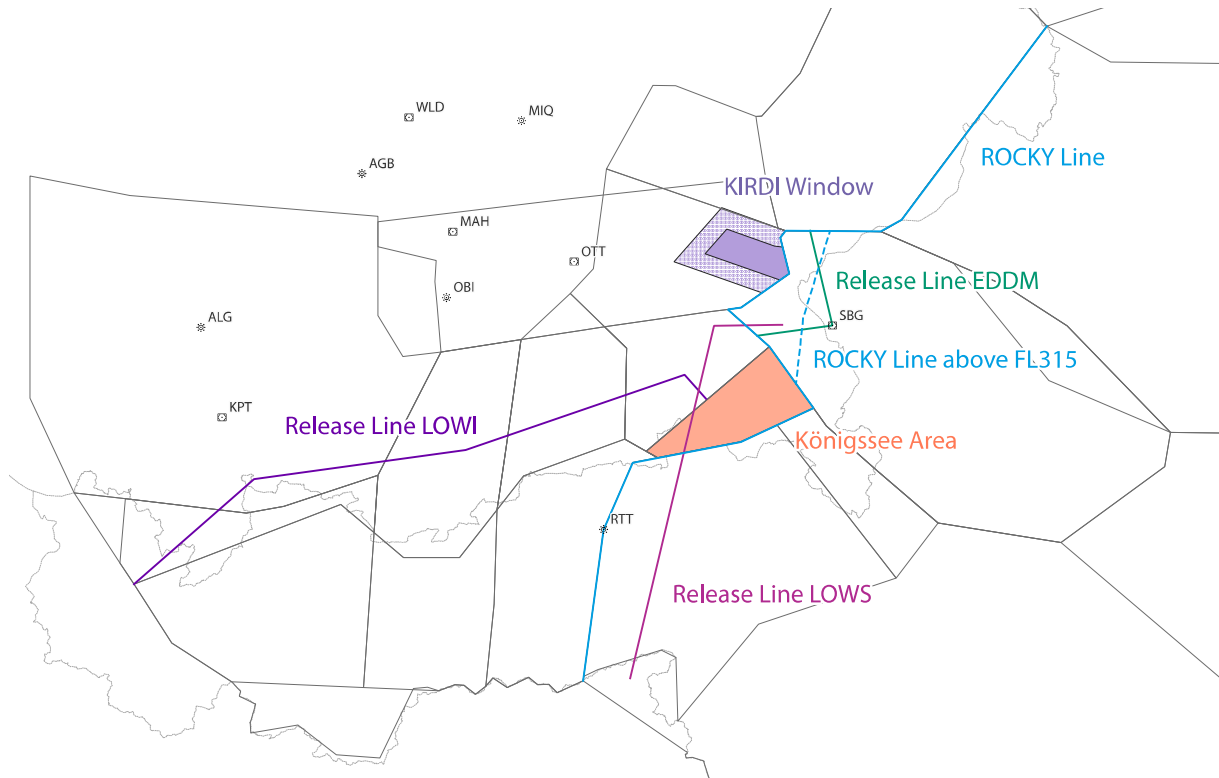 WLD
MIQ
ROCKY Line
AGB
KIRDI Window
MAH
OTT
Release Line EDDM
OBI
ALG
SBG
ROCKY Line above FL315
KPT
Release Line LOWI
Königssee Area
RTT
Release Line LOWS